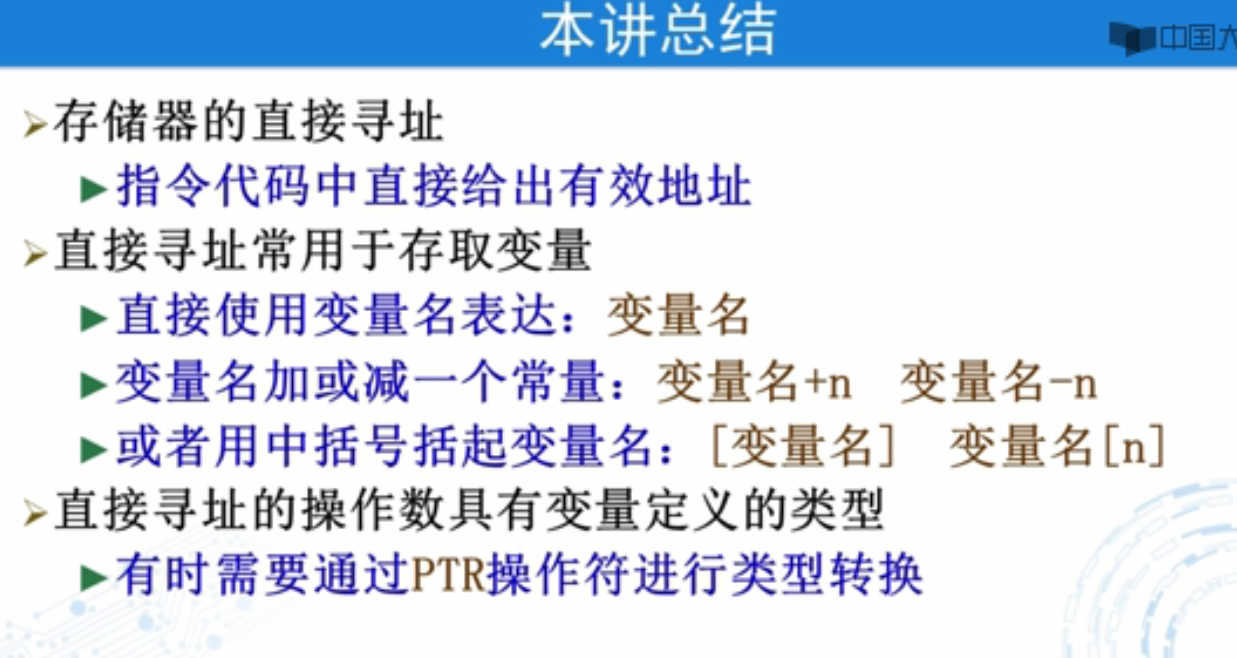 本讲总结
中国大
存储器的直接寻址
指令代码中直接给出有效地址
直接寻址常用于存取变量
直接使用变量名表达：变量名
变量名加或减一个常量：变量名+n 变量名-n
或者用中括号括起变量名：[变量名] 变量名[n]
直接寻址的操作数具有变量定义的类型
有时需要通过PTR操作符进行类型转换